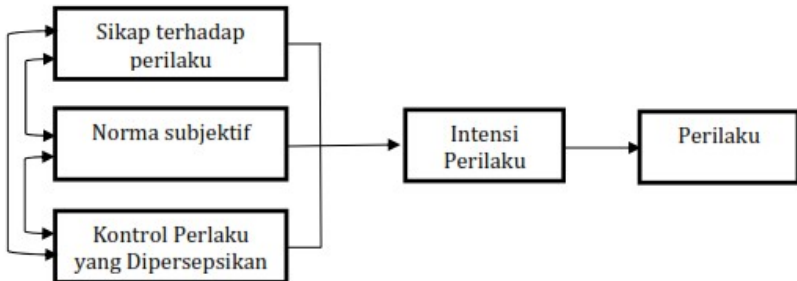 Sikap terhadap
perilaku
Norma subjektif
Kontrol Perlaku
yang Dipersepsikan
Intensi
Perilaku
Perilaku